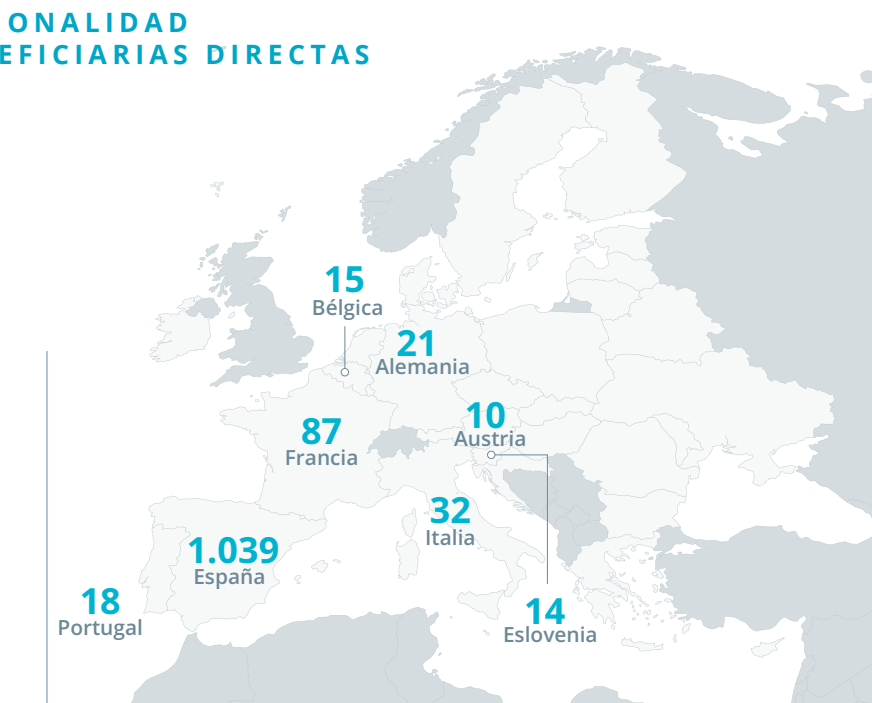 ONALIDAD
EFICIARIAS DIRECTAS
15
Bélgica
21
Alemania
10
Austria
87
Francia
32
Italia
1.039
España
18
Portugal
14
Eslovenia